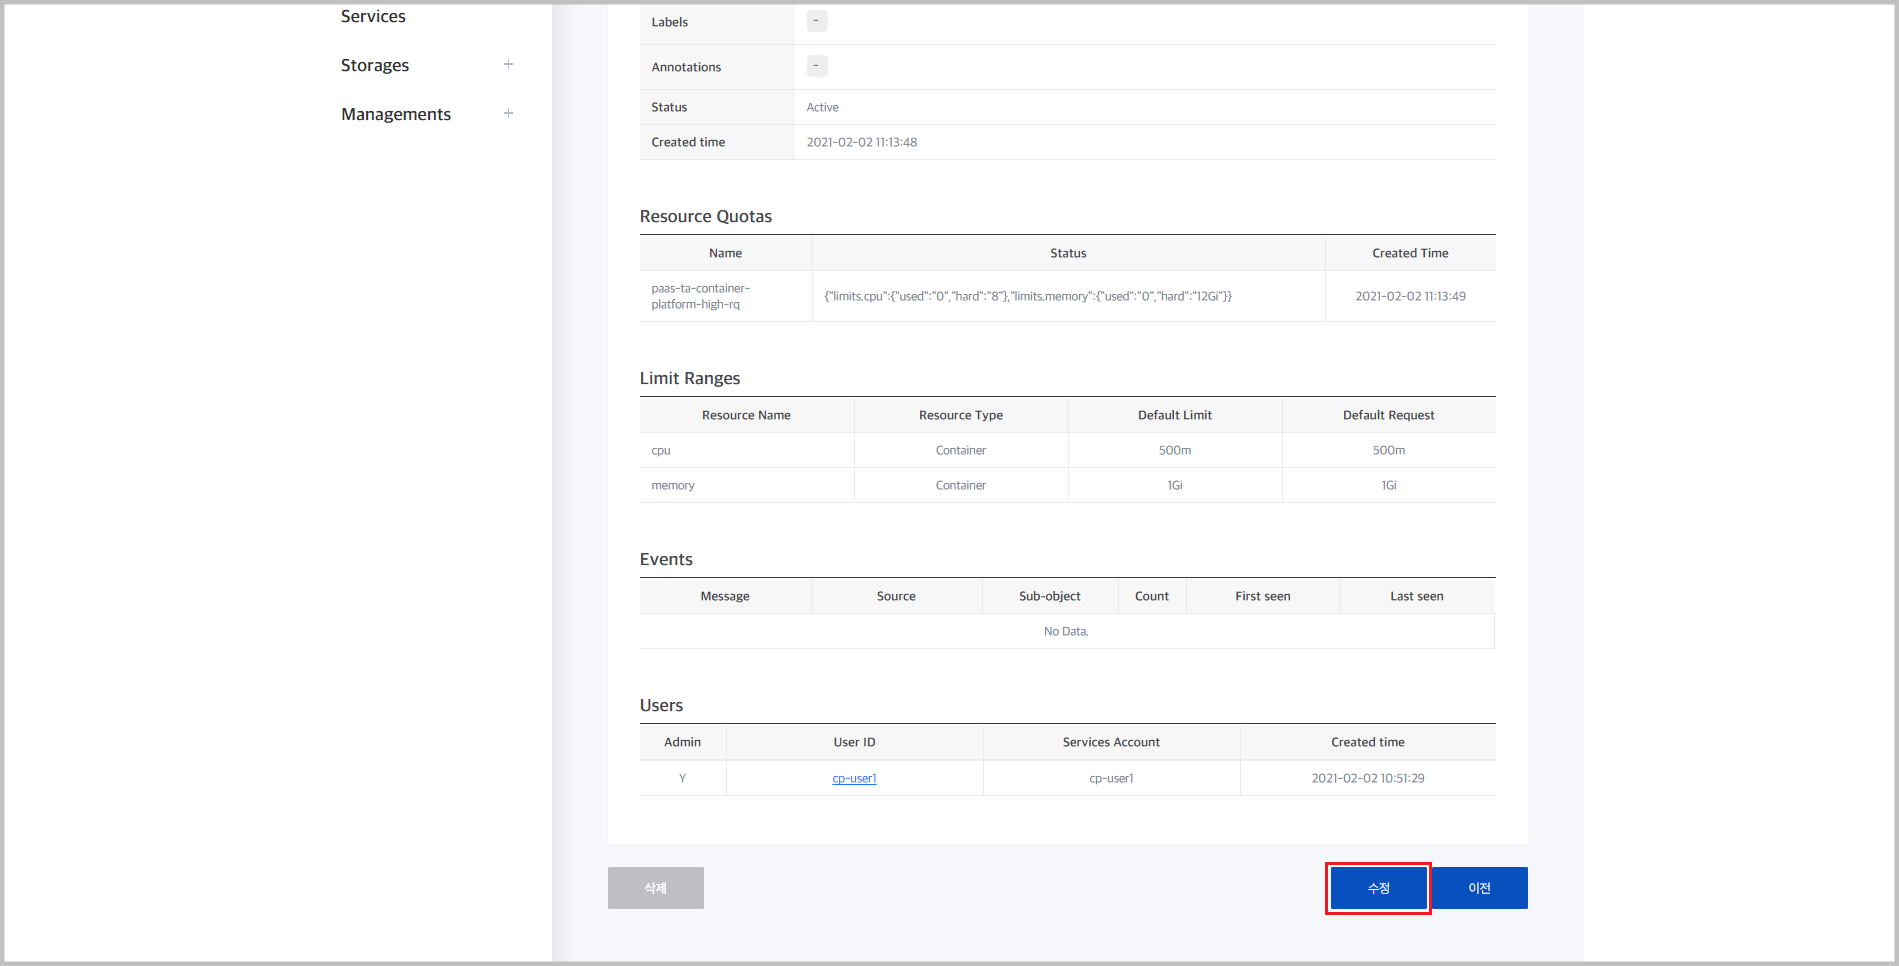 Services
Storages
Managements
Labels -
Annotations -
Status Active
Created time 2021-02-02 11:13:48
Resource Quotas
Name Status Created Time
paas-ta-container-
platform-high-rq {"limits.cpu":{"used":"0","hard":"8"},"limits.memory":{"used":"0","hard":"12Gi"}} 2021-02-02 11:13:49
Limit Ranges
Resource Name Resource Type Default Limit Default Request
cpu Container 500m 500m
memory Container 1Gi 1Gi
Events
Message Source Sub-object Count First seen Last seen
No Data.
Users
Admin User ID Services Account Created time
Y cp-user1 cp-user1 2021-02-02 10:51:29
삭제 수정 이전